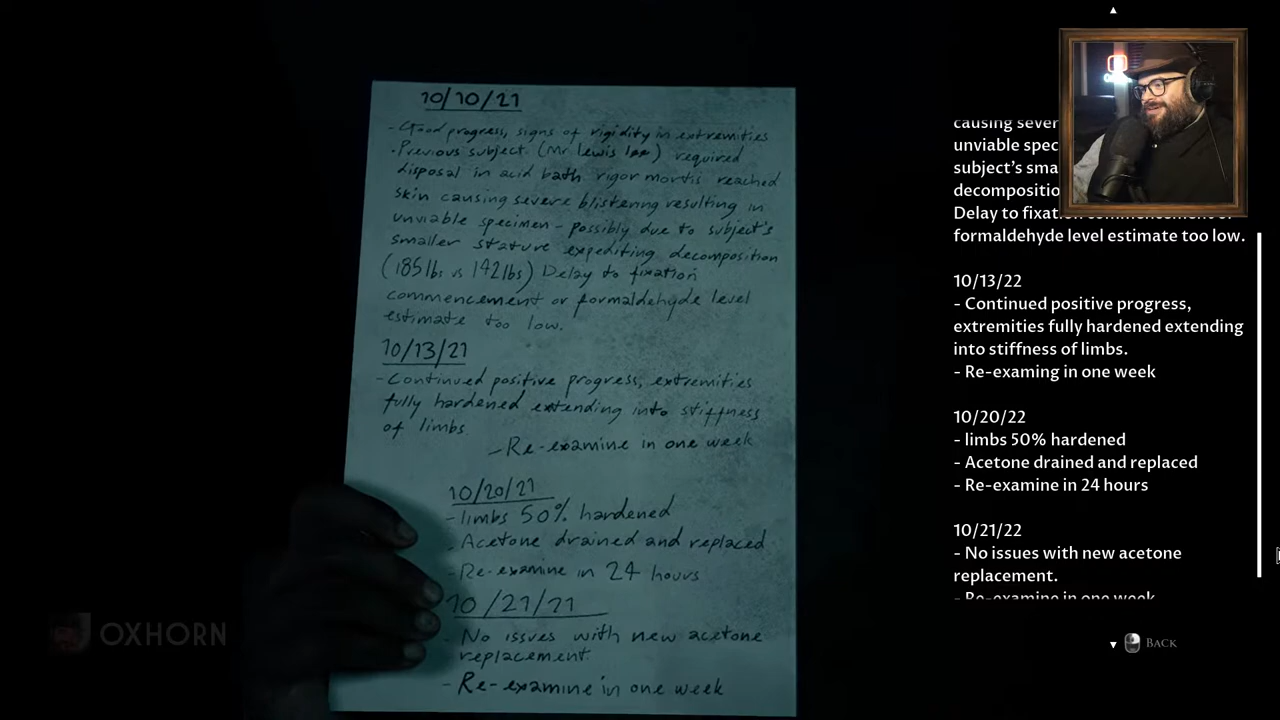 10/10/21
- Good progress, signs of rigidity in extremities
- Previous subject (Mr Lewis ) required
disposal in acid bath rigor mortis reached
skin causing severe blistering resulting in
unviable specimen - possibly due to subject's
smaller stature expediting decomposition
(185lbs vs 142lbs) Delay to fixation
commencement or formaldehyde level
estimate too low.
10/13/21
- Continued positive progress, extremities
fully hardened extending into stiffness
of limbs
- Re-examine in one week
10/20/21
- limbs 50% hardened
- Acetone drained and replaced
- Re-examine in 24 hours
10/21/21
- No issues with new acetone
replacement.
- Re-examine in one week
causing sever
unviable spec
subject's sma
decompositio
Delay to fixation commencement or
formaldehyde level estimate too low.
10/13/22
- Continued positive progress,
extremities fully hardened extending
into stiffness of limbs.
- Re-examing in one week
10/20/22
- limbs 50% hardened
- Acetone drained and replaced
- Re-examine in 24 hours
10/21/22
- No issues with new acetone
replacement.
- Re-examine in one week
BACK
OXHORN